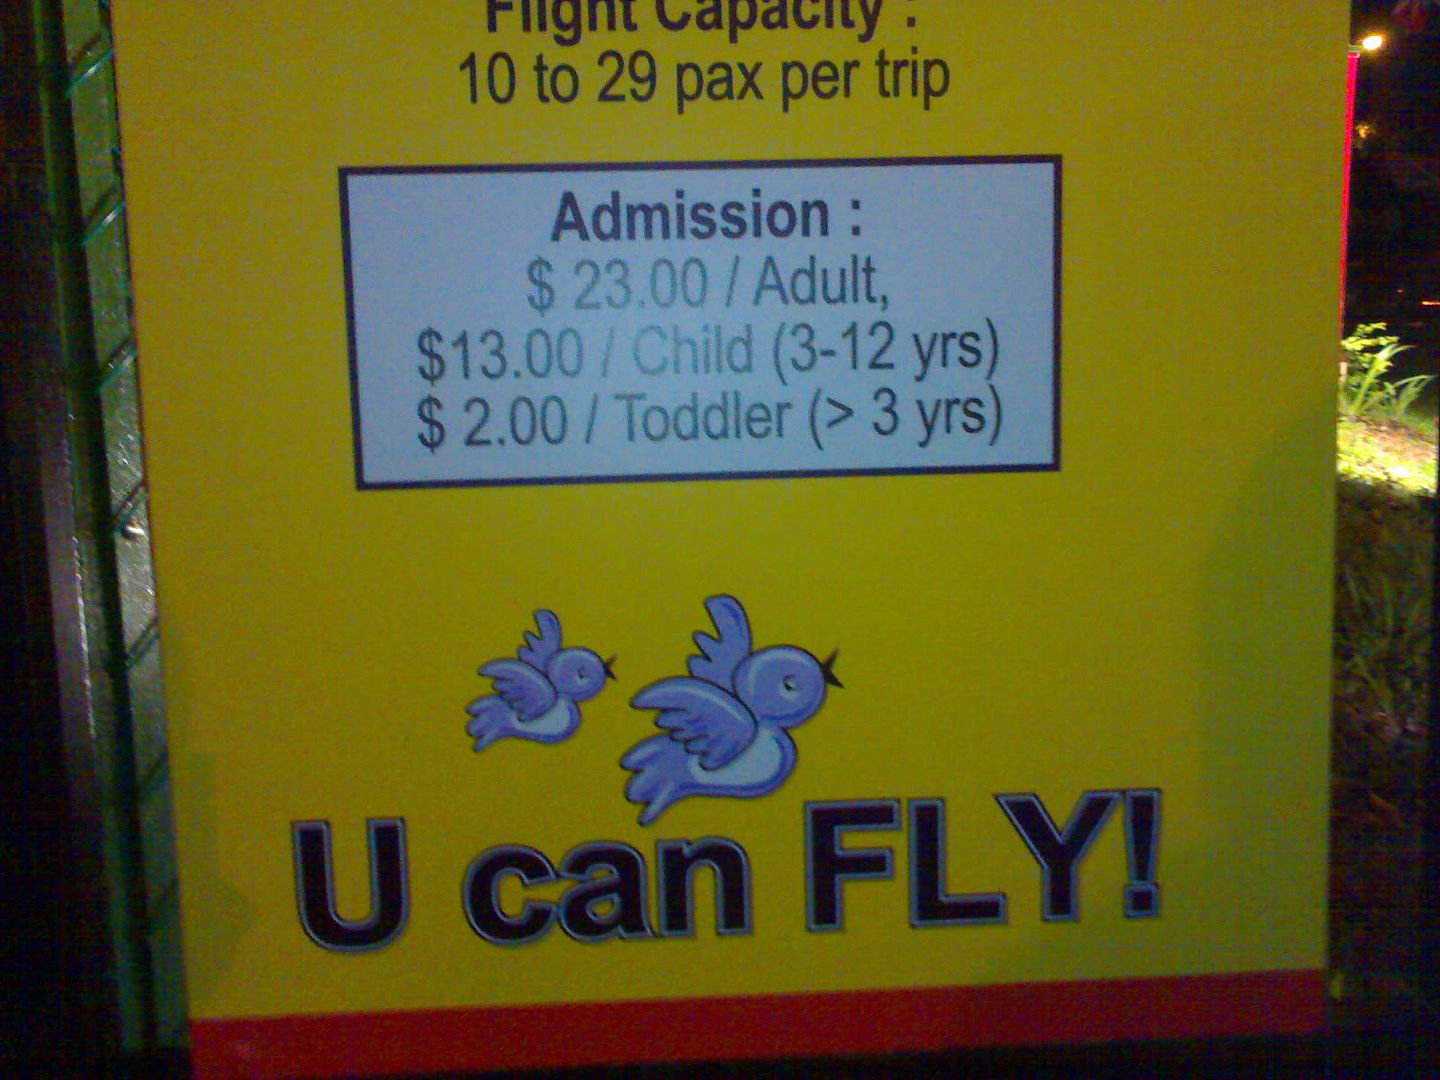 Flight Capacity :
10 to 29 pax per trip
Admission :
$ 23.00 / Adult,
$13.00 / Child (3-12 yrs)
$ 2.00 / Toddler (> 3 yrs)
U can FLY!